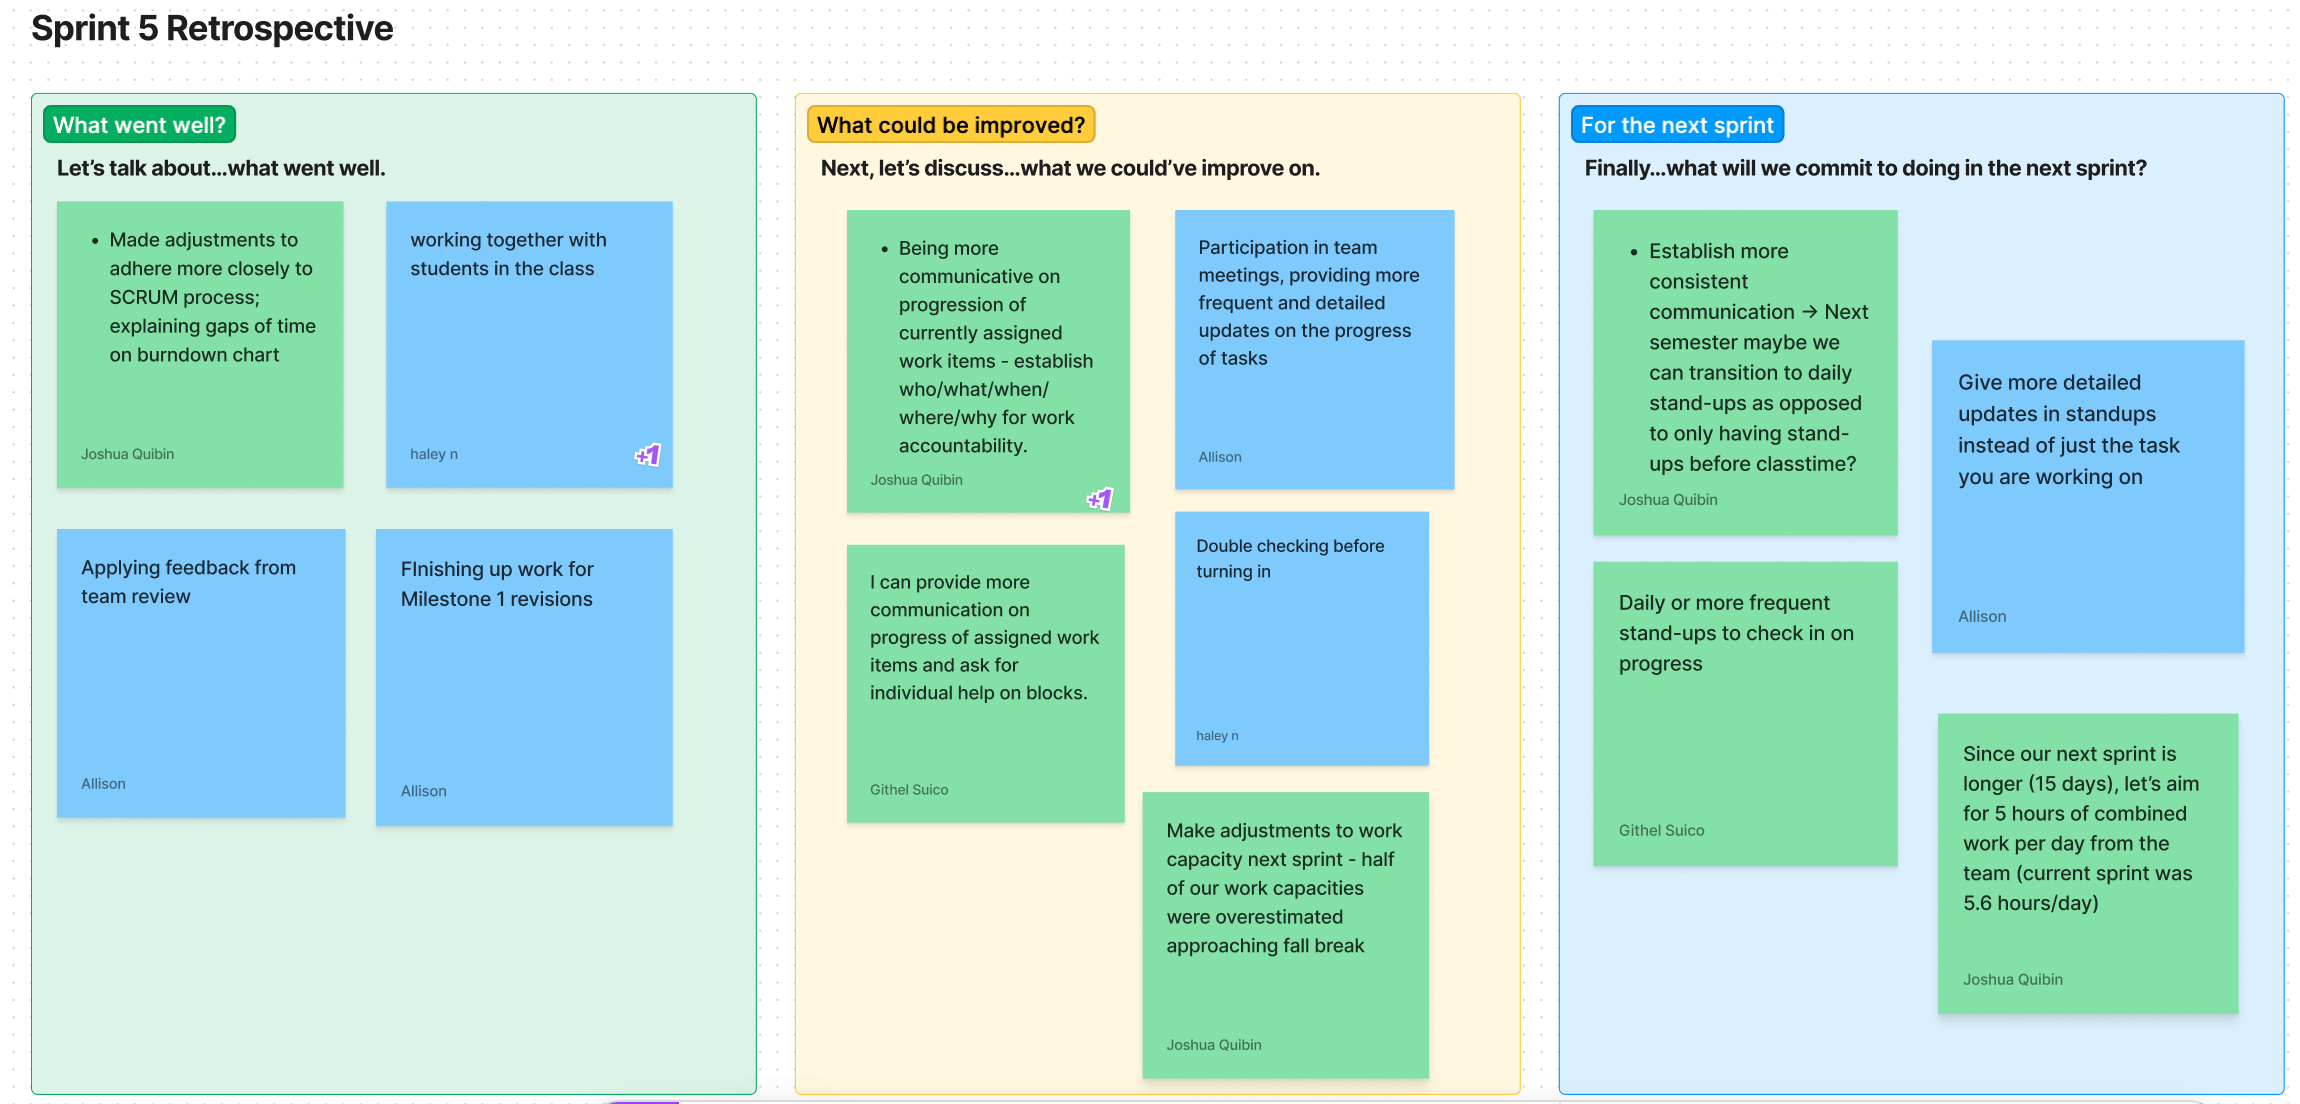 Sprint 5 Retrospective
What went well?
Let's talk about...what went well.
• Made adjustments to
adhere more closely to
SCRUM process;
explaining gaps of time
on burndown chart
Joshua Quibin
working together with
students in the class
haley n
+1
Applying feedback from
team review
Allison
FInishing up work for
Milestone 1 revisions
Allison
What could be improved?
Next, let's discuss...what we could've improve on.
• Being more
communicative on
progression of
currently assigned
work items - establish
who/what/when/
where/why for work
accountability.
Joshua Quibin
+1
Participation in team
meetings, providing more
frequent and detailed
updates on the progress
of tasks
Allison
I can provide more
communication on
progress of assigned work
items and ask for
individual help on blocks.
Githel Suico
Double checking before
turning in
haley n
Make adjustments to work
capacity next sprint - half
of our work capacities
were overestimated
approaching fall break
Joshua Quibin
For the next sprint
Finally...what will we commit to doing in the next sprint?
• Establish more
consistent
communication → Next
semester maybe we
can transition to daily
stand-ups as opposed
to only having stand-
ups before classtime?
Joshua Quibin
Give more detailed
updates in standups
instead of just the task
you are working on
Allison
Daily or more frequent
stand-ups to check in on
progress
Githel Suico
Since our next sprint is
longer (15 days), let's aim
for 5 hours of combined
work per day from the
team (current sprint was
5.6 hours/day)
Joshua Quibin